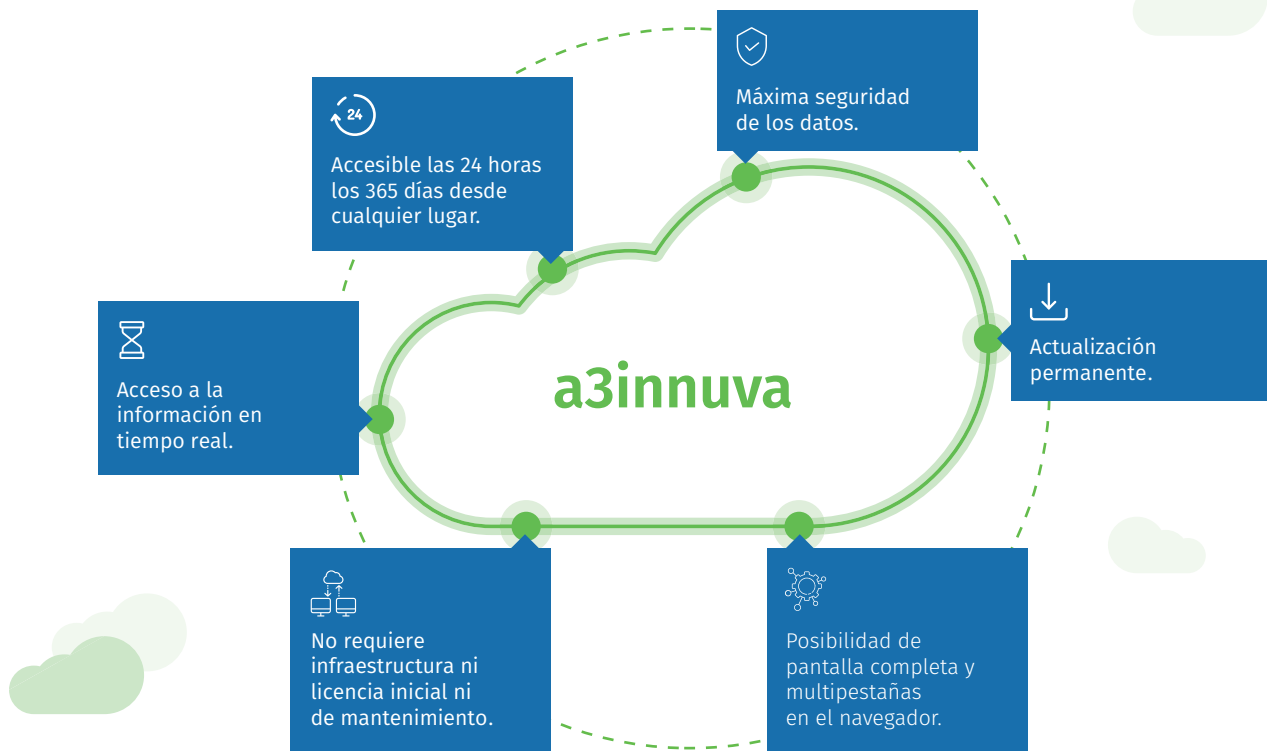 Máxima seguridad
de los datos.
24
Accesible las 24 horas
los 365 días desde
cualquier lugar.
Actualización
permanente.
Acceso a la
información en
tiempo real.
a3innuva
No requiere
infraestructura ni
licencia inicial ni
de mantenimiento.
Posibilidad de
pantalla completa y
multipestañas
en el navegador.